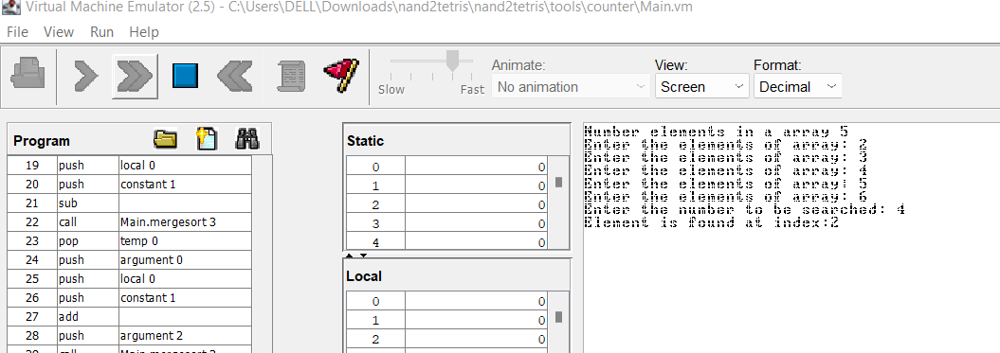 Virtual Machine Emulator (2.5) - C:\Users\DELL\Downloads\nand2tetris\nand2tetris\tools\counter\Main.vm
File View Run Help
Slow Fast
Animate:
No animation
View:
Screen
Format:
Decimal
Program
19 push local 0
20 push constant 1
21 sub
22 call Main.mergesort 3
23 pop temp 0
24 push argument 0
25 push local 0
26 push constant 1
27 add
28 push argument 2
Static
0 0
1 0
2 0
3 0
4 0
Local
0 0
1 0
2 0
Number elements in a array 5
Enter the elements of array: 2
Enter the elements of array: 3
Enter the elements of array: 4
Enter the elements of array: 5
Enter the elements of array: 6
Enter the number to be searched: 4
Element is found at index:2